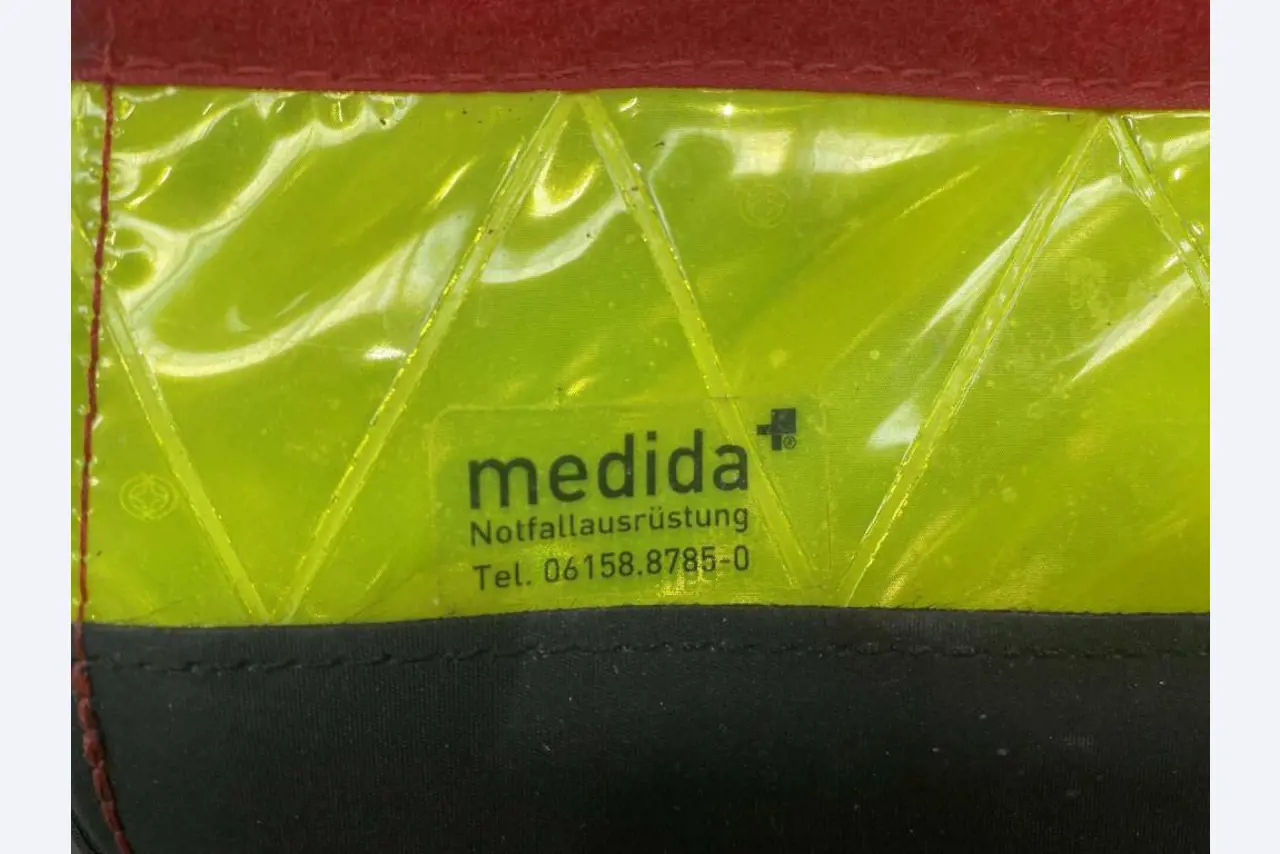 medida
Notfallausrüstung
Tel. 06158.8785-0